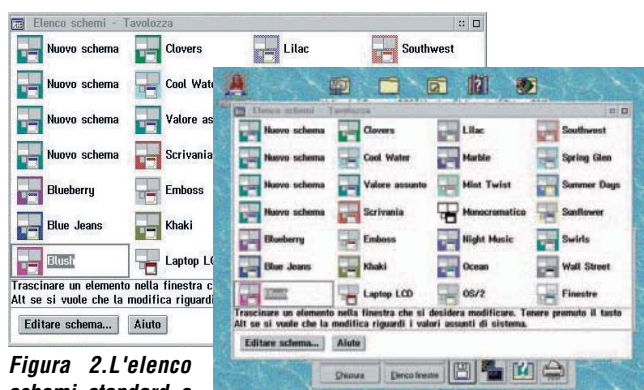 Elenco schemi - Tavolozza
Nuovo schema Clovers Lilac Southwest
Nuovo schema Cool Wat
Nuovo schema Valore as
Nuovo schema Scrivania
Blueberry Emboss
Blue Jeans Khaki
Blush Laptop LC
Trascinare un elemento nella finestra c
Alt se si vuole che la modifica riguardi
Editare schema... Aiuto
Elenco schemi Tavolozza
Nuovo schema Clovers Lilac Southwest
Nuovo schema Cool Water Marble Spring Glen
Nuovo schema Valore assunto Mint Twist Summer Days
Nuovo schema Scrivania Monocromatico Sunflower
Blueberry Emboss Night Music Swirls
Blue Jeans Khaki Ocean Wall Street
Laptop LCD OS/2 Finestre
Trascinare un elemento nella finestra che si desidera modificare. Tenere premuto il tasto
Alt se si vuole che la modifica riguardi i valori assunti di sistema.
Editare schema... Aiuto
Chiusura Elenco finestre
Figura 2.L'elenco
schemi standard e